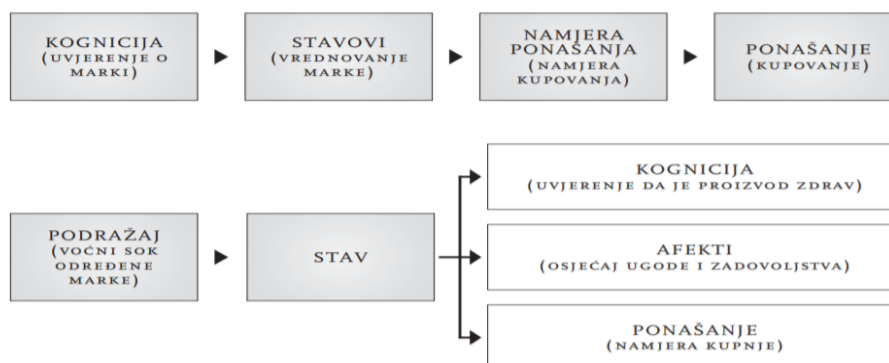 KOGNICIJA
(UVJERENJE O
MARKI)
STAVOVI
(VREDNOVANJE
MARKE)
NAMJERA
PONAŠANJA
(NAMJERA
KUPOVANJA)
PONAŠANJE
(KUPOVANJE)
PODRAŽAJ
(VOĆNI SOK
ODREĐENE
MARKE)
STAV
KOGNICIJA
(UVJERENJE DA JE PROIZVOD ZDRAV)
AFEKTI
(OSJEĆAJ UGODE I ZADOVOLJSTVA)
PONAŠANJE
(NAMJERA KUPNJE)